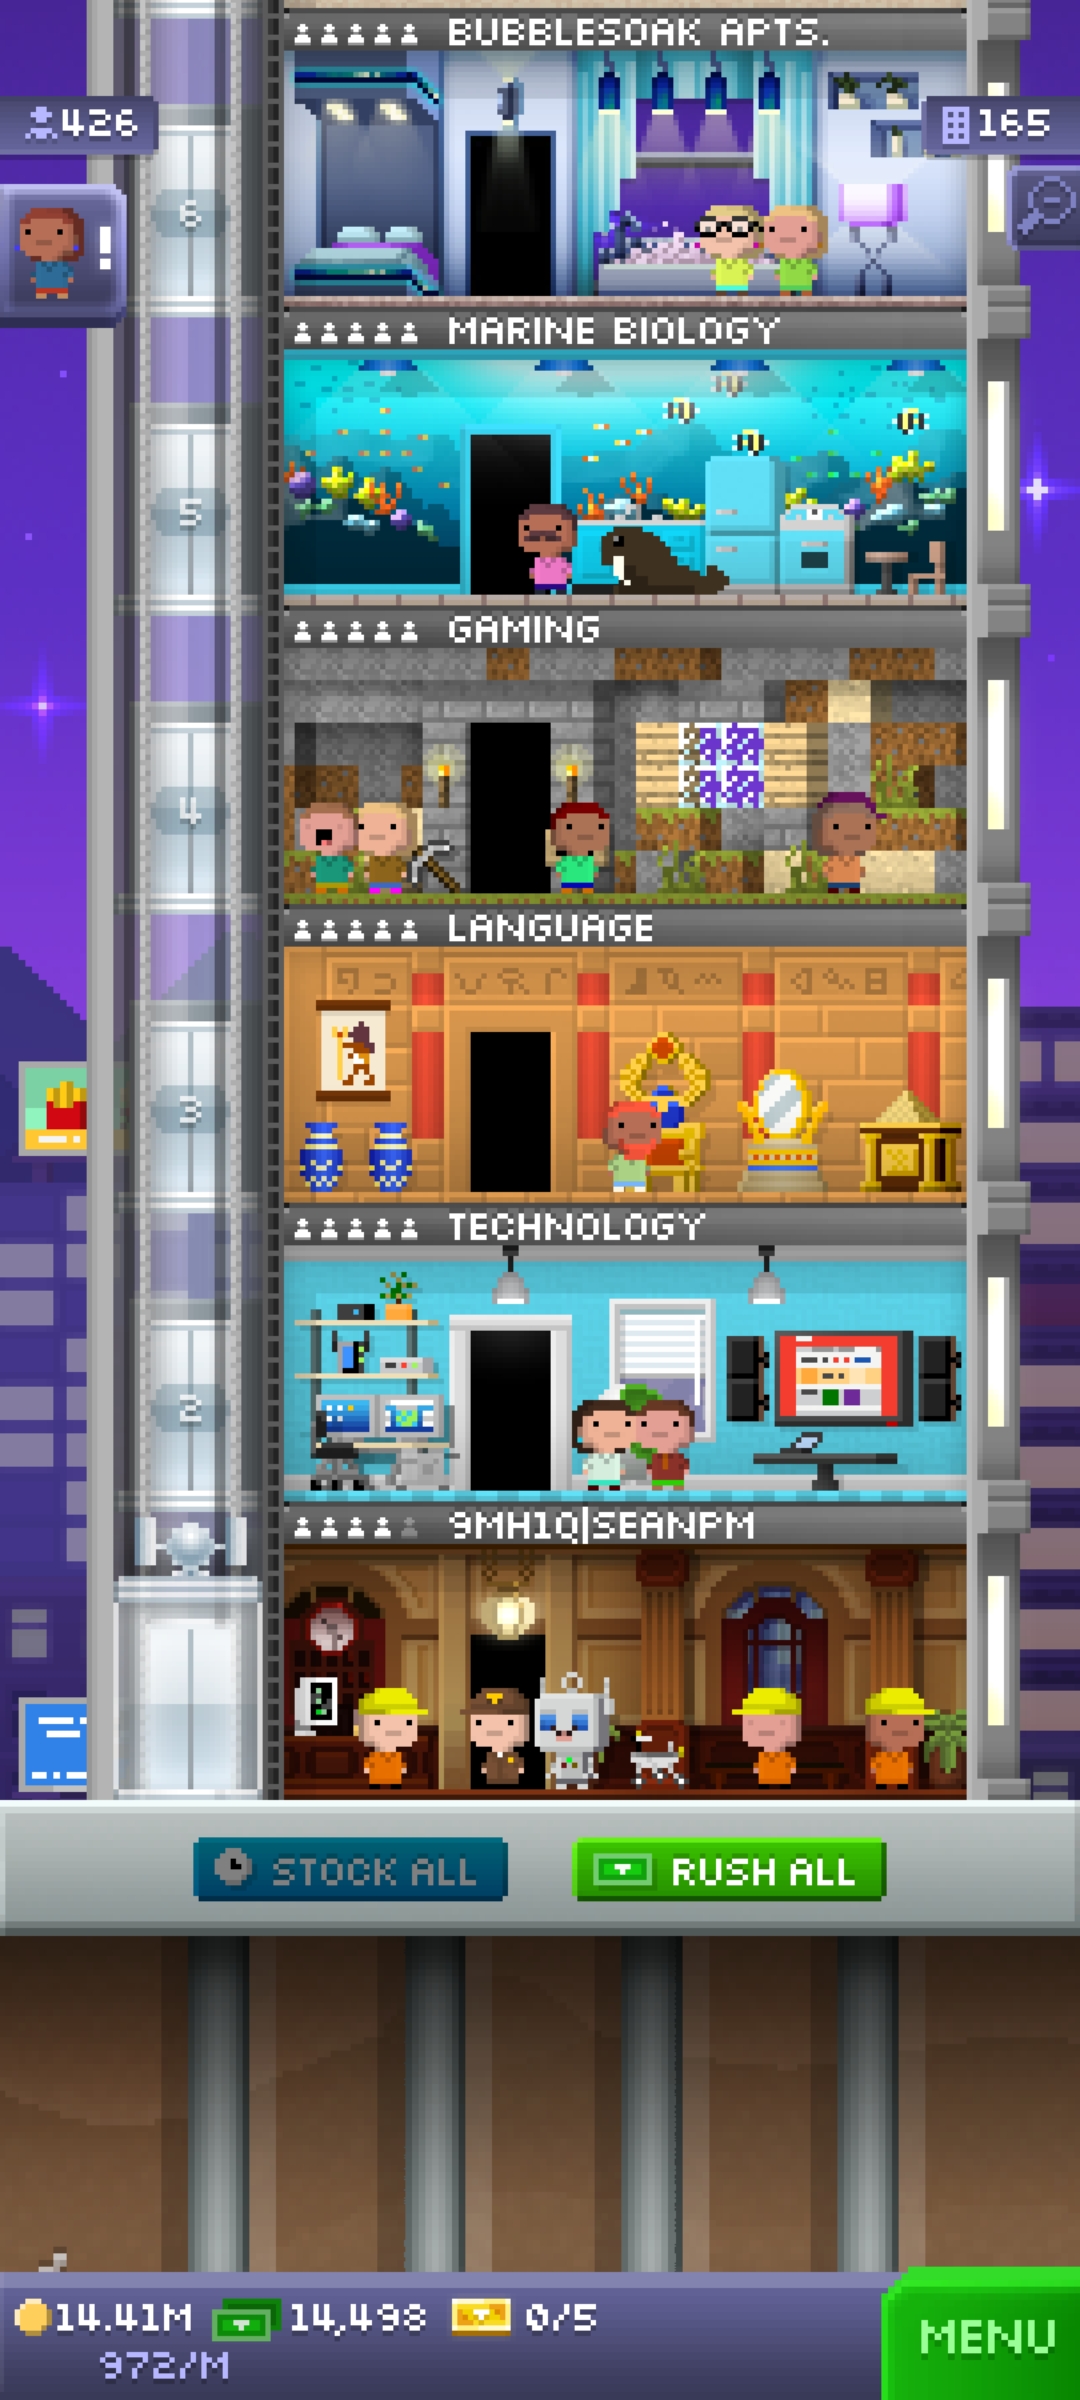 BUBBLESOAK APTS.
426
165
6
!
MARINE BIOLOGY
5
GAMING
4
LANGUAGE
3
TECHNOLOGY
2
9MH1Q|SEANPM
STOCK ALL
RUSH ALL
14.41M 14,498 0/5
972/M
MENU